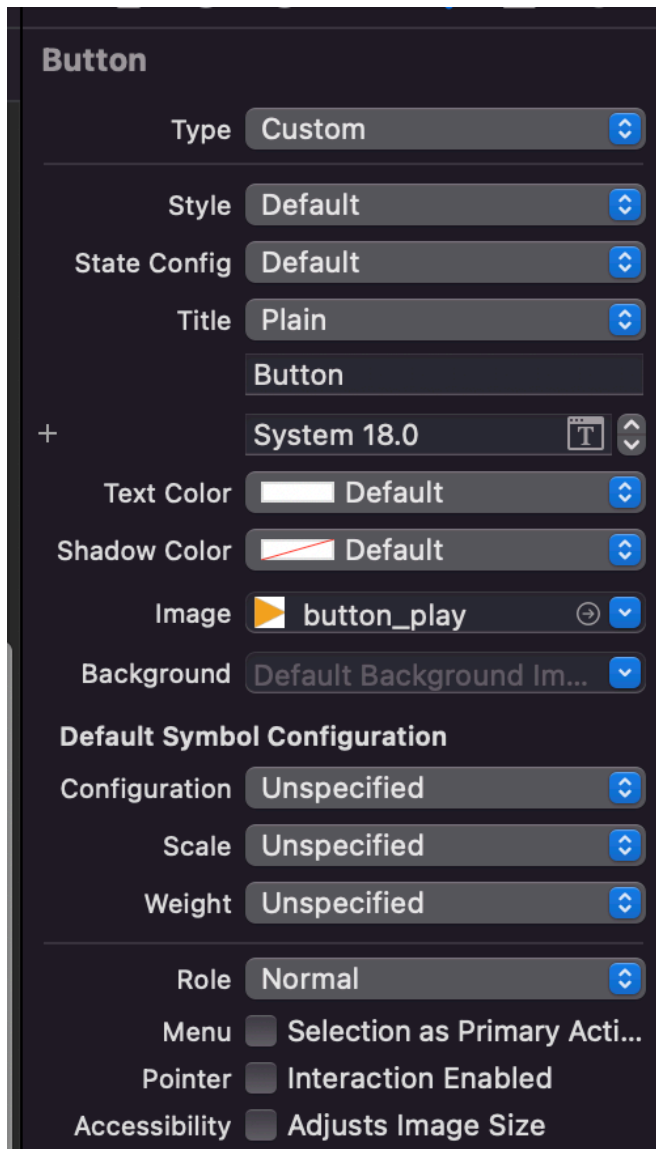 Button
Type Custom
Style Default
State Config Default
Title Plain
Button
+ System 18.0 T
Text Color Default
Shadow Color Default
Image button_play
Background Default Background Im...
Default Symbol Configuration
Configuration Unspecified
Scale Unspecified
Weight Unspecified
Role Normal
Menu Selection as Primary Acti...
Pointer Interaction Enabled
Accessibility Adjusts Image Size